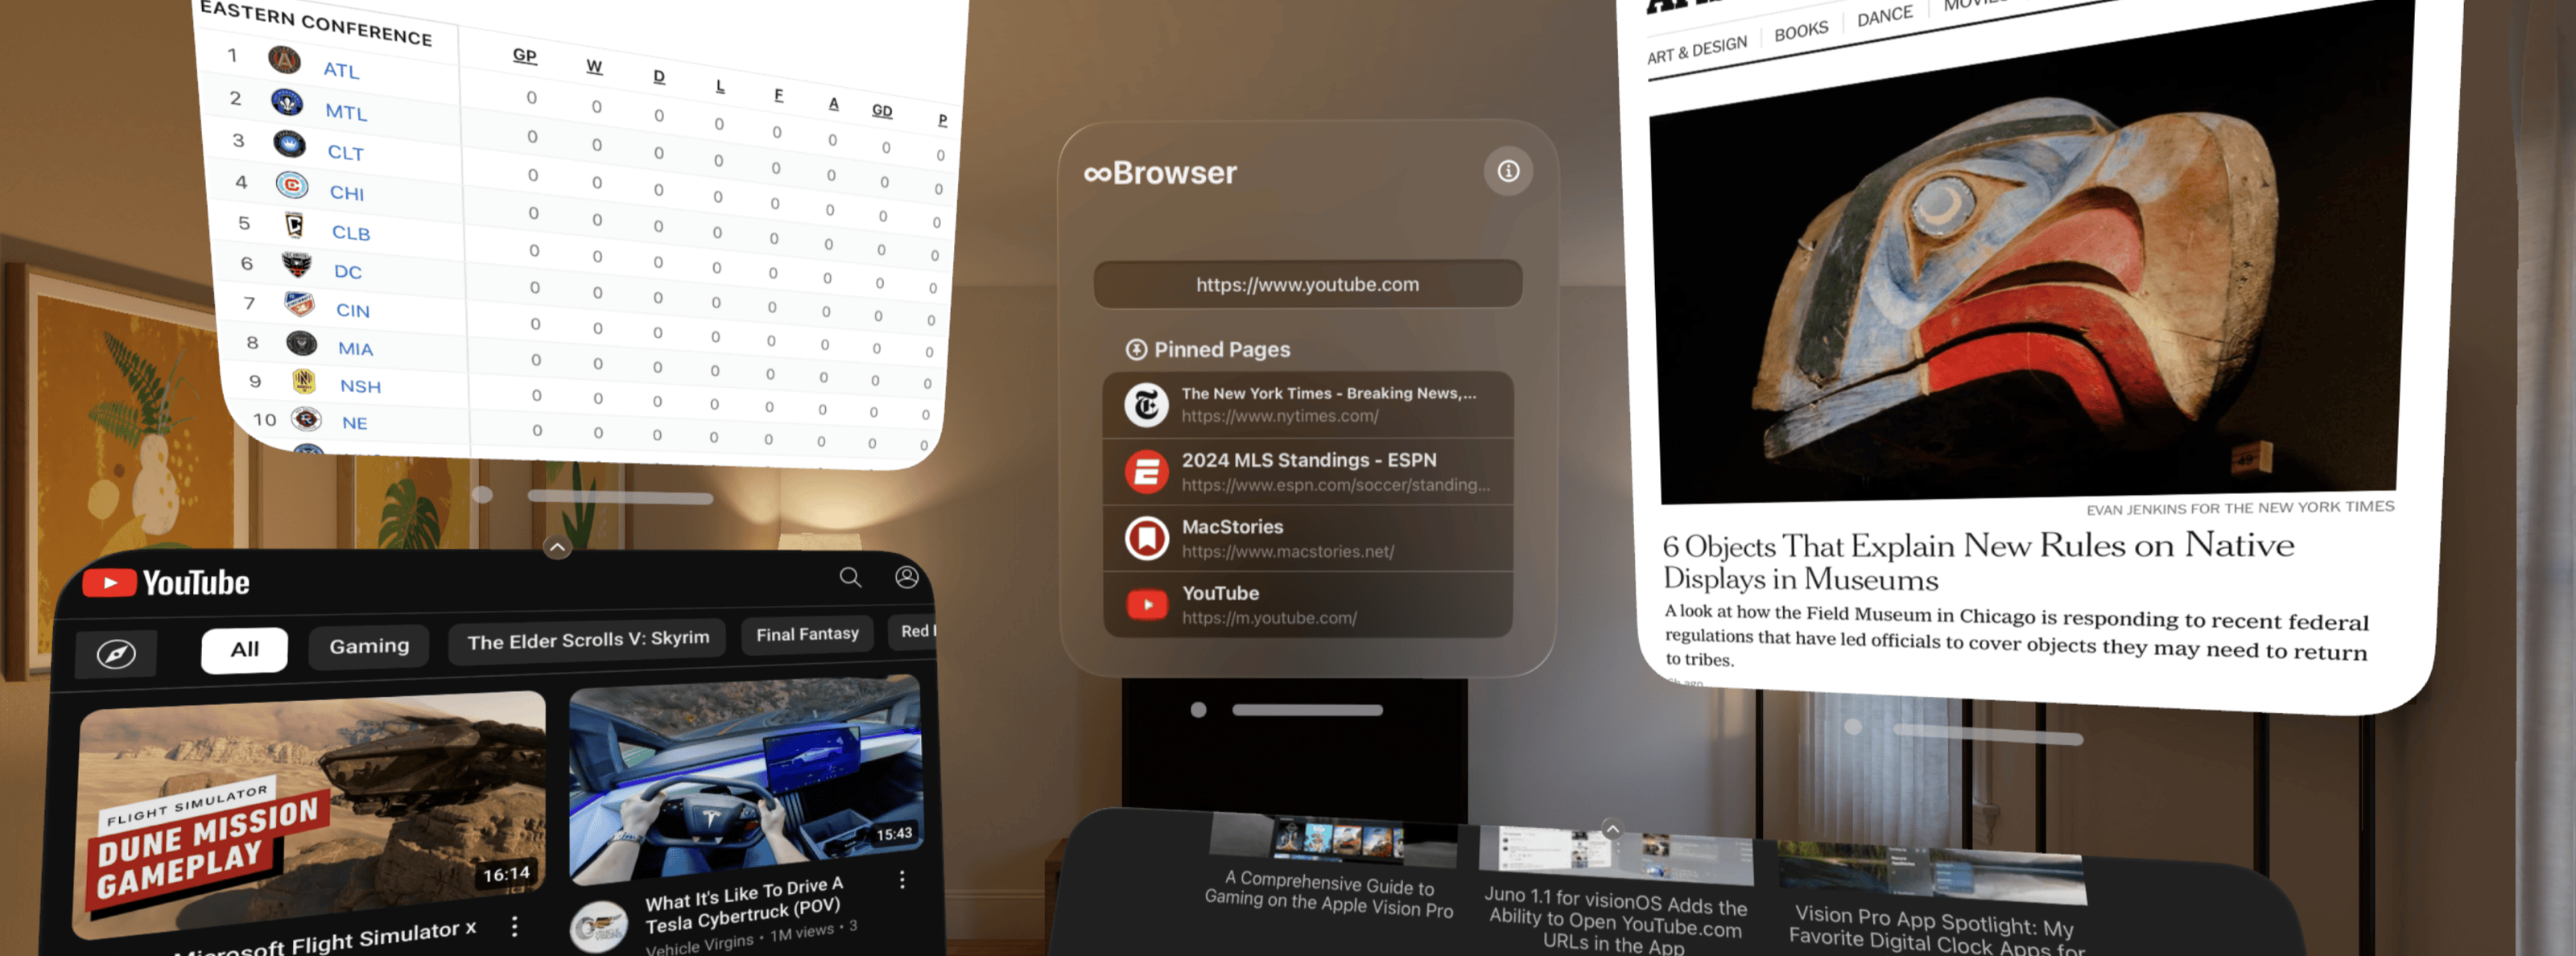 EASTERN CONFERENCE
GP W D L F A GD P
1 ATL 0 0 0 0 0 0 0 0
2 MTL 0 0 0 0 0 0 0 0
3 CLT 0 0 0 0 0 0 0 0
4 CHI 0 0 0 0 0 0 0 0
5 CLB 0 0 0 0 0 0 0 0
6 DC 0 0 0 0 0 0 0 0
7 CIN 0 0 0 0 0 0 0 0
8 MIA 0 0 0 0 0 0 0 0
9 NSH 0 0 0 0 0 0 0 0
10 NE 0 0 0 0 0 0 0 0
YouTube
All Gaming The Elder Scrolls V: Skyrim Final Fantasy Red
FLIGHT SIMULATOR
DUNE MISSION
GAMEPLAY
16:14
Microsoft Flight Simulator x
15:43
What It's Like To Drive A
Tesla Cybertruck (POV)
Vehicle Virgins • 1M views • 3
∞Browser
https://www.youtube.com
Pinned Pages
The New York Times - Breaking News,...
https://www.nytimes.com/
2024 MLS Standings - ESPN
https://www.espn.com/soccer/standing...
MacStories
https://www.macstories.net/
YouTube
https://m.youtube.com/
A Comprehensive Guide to
Gaming on the Apple Vision Pro
Juno 1.1 for visionOS Adds the
Ability to Open YouTube.com
URLs in the App
Vision Pro App Spotlight: My
Favorite Digital Clock Apps for
ART & DESIGN BOOKS DANCE
49
EVAN JENKINS FOR THE NEW YORK TIMES
6 Objects That Explain New Rules on Native
Displays in Museums
A look at how the Field Museum in Chicago is responding to recent federal
regulations that have led officials to cover objects they may need to return
to tribes.